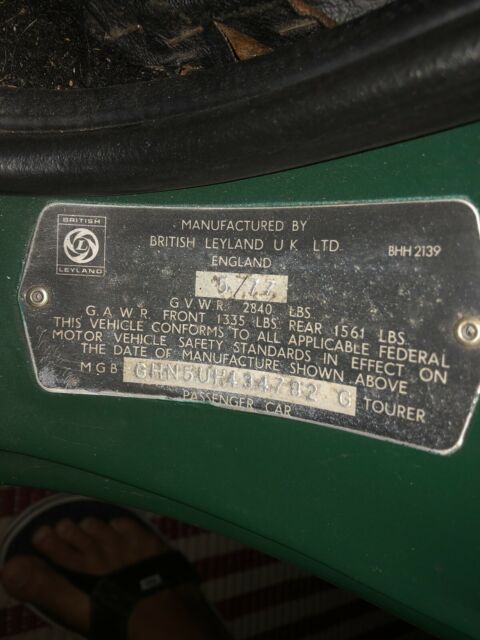 BRITISH
LEYLAND
MANUFACTURED BY
BRITISH LEYLAND U K LTD.
BHH 2139
ENGLAND
G V W R 2840 LBS
G.A.W.R. FRONT 1335 LBS. REAR 1561 LBS.
THIS VEHICLE CONFORMS TO ALL APPLICABLE FEDERAL
MOTOR VEHICLE SAFETY STANDARDS IN EFFECT ON
THE DATE OF MANUFACTURE SHOWN ABOVE
MGB GHN5UH434782 G TOURER
PASSENGER CAR